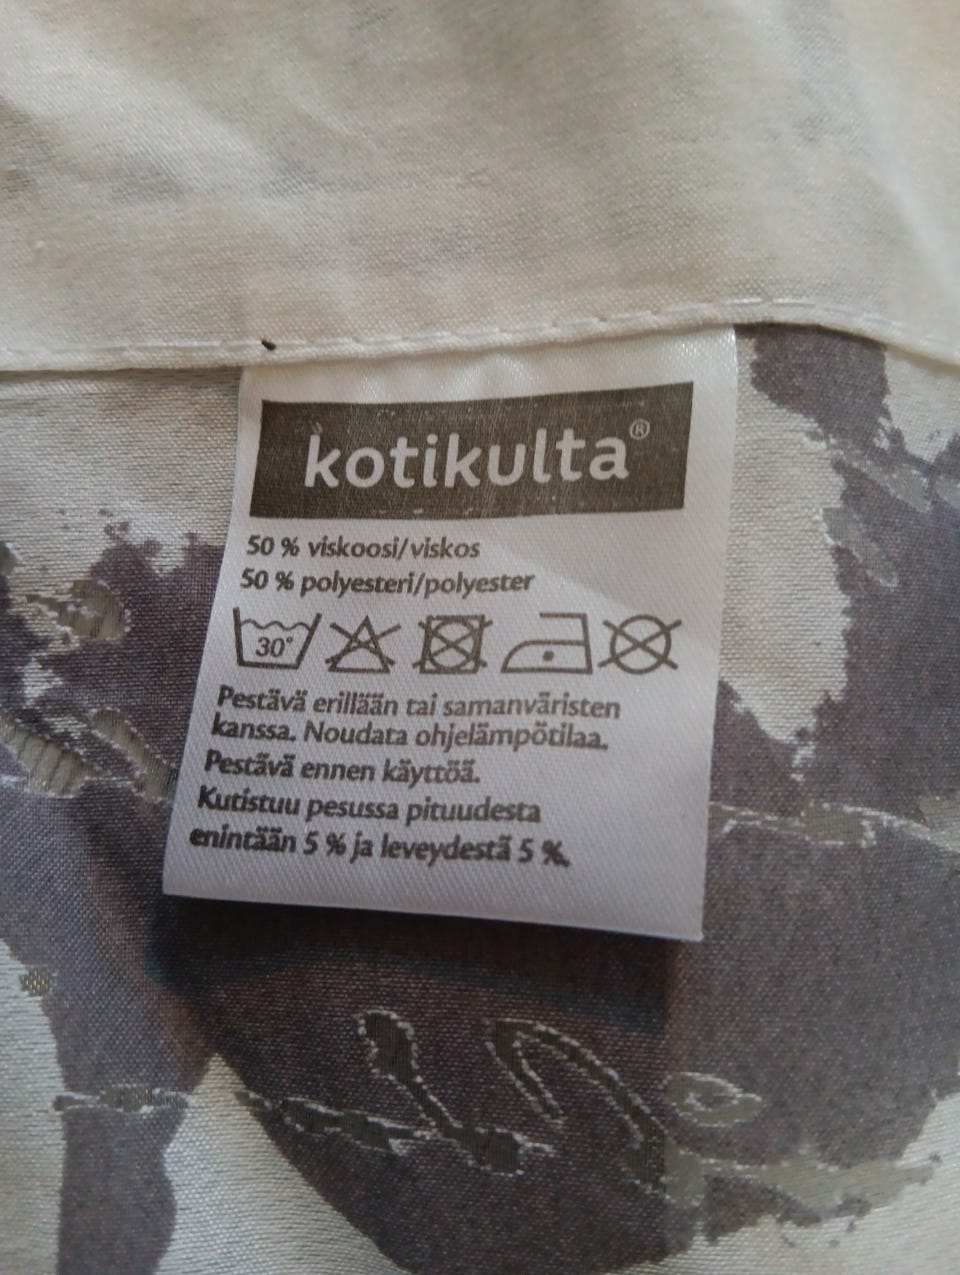 kotikulta®
50 % viskoosi/viskos
50 % polyesteri/polyester
30°
Pestävä erillään tai samanväristen
kanssa. Noudata ohjelämpötilaa.
Pestävä ennen käyttöä.
Kutistuu pesussa pituudesta
enintään 5 % ja leveydestä 5 %.